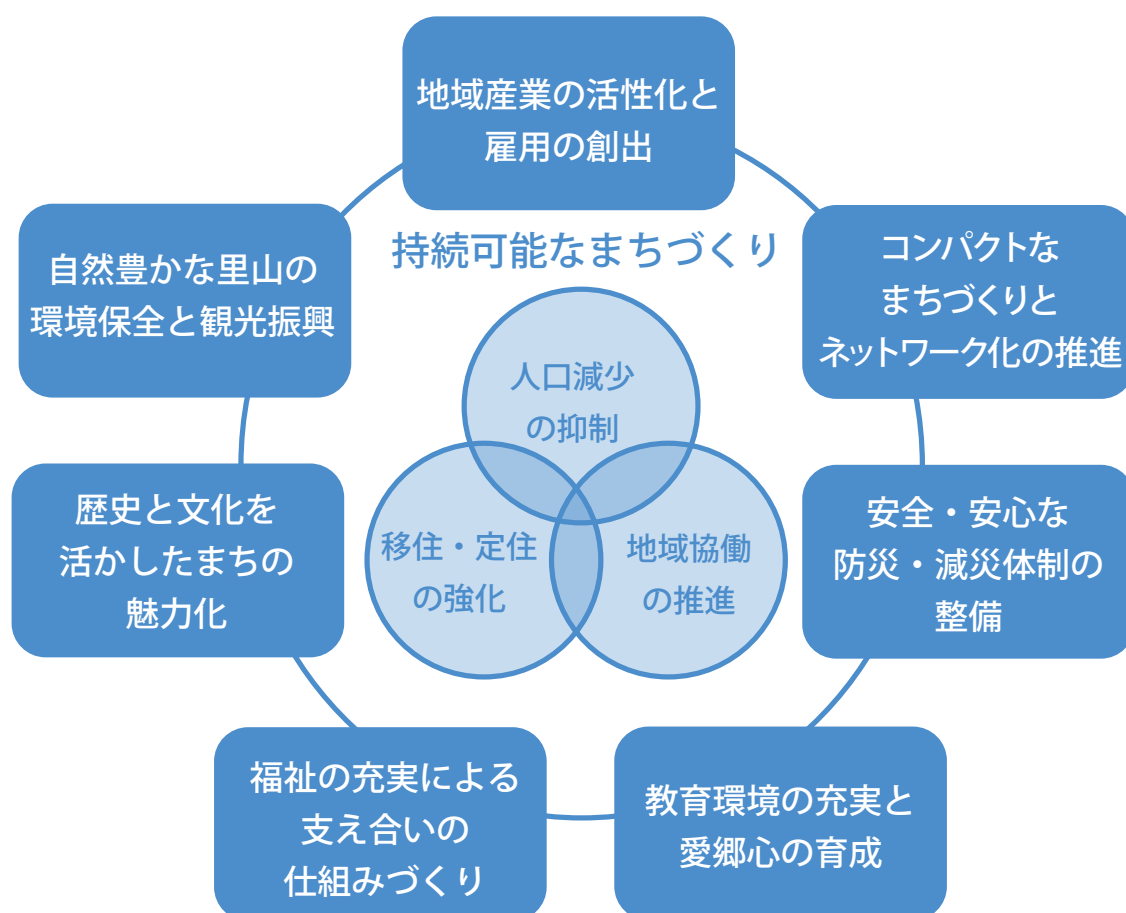 地域産業の活性化と
雇用の創出
持続可能なまちづくり
コンパクトな
まちづくりと
ネットワーク化の推進
自然豊かな里山の
環境保全と観光振興
人口減少
の抑制
移住・定住
の強化
地域協働
の推進
歴史と文化を
活かしたまちの
魅力化
安全・安心な
防災・減災体制の
整備
福祉の充実による
支え合いの
仕組みづくり
教育環境の充実と
愛郷心の育成